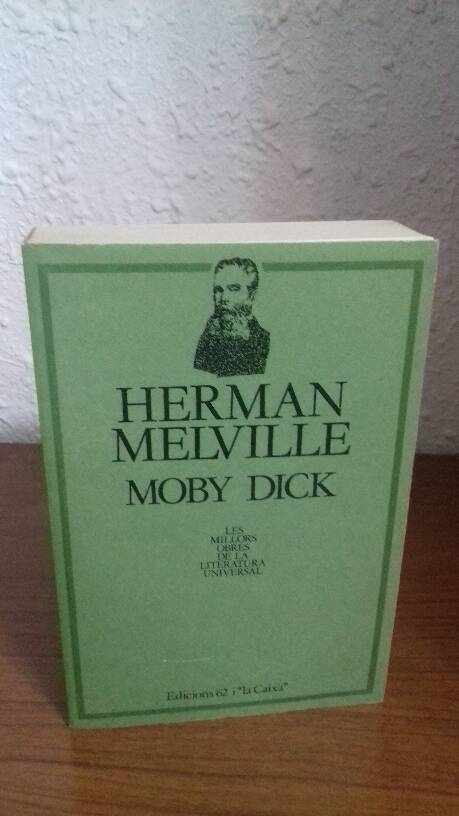 HERMAN
MELVILLE
MOBY DICK
LES
MILLORS
OBRES
DE LA
LITERATURA
UNIVERSAL
Edicions 62 i "la Caixa"